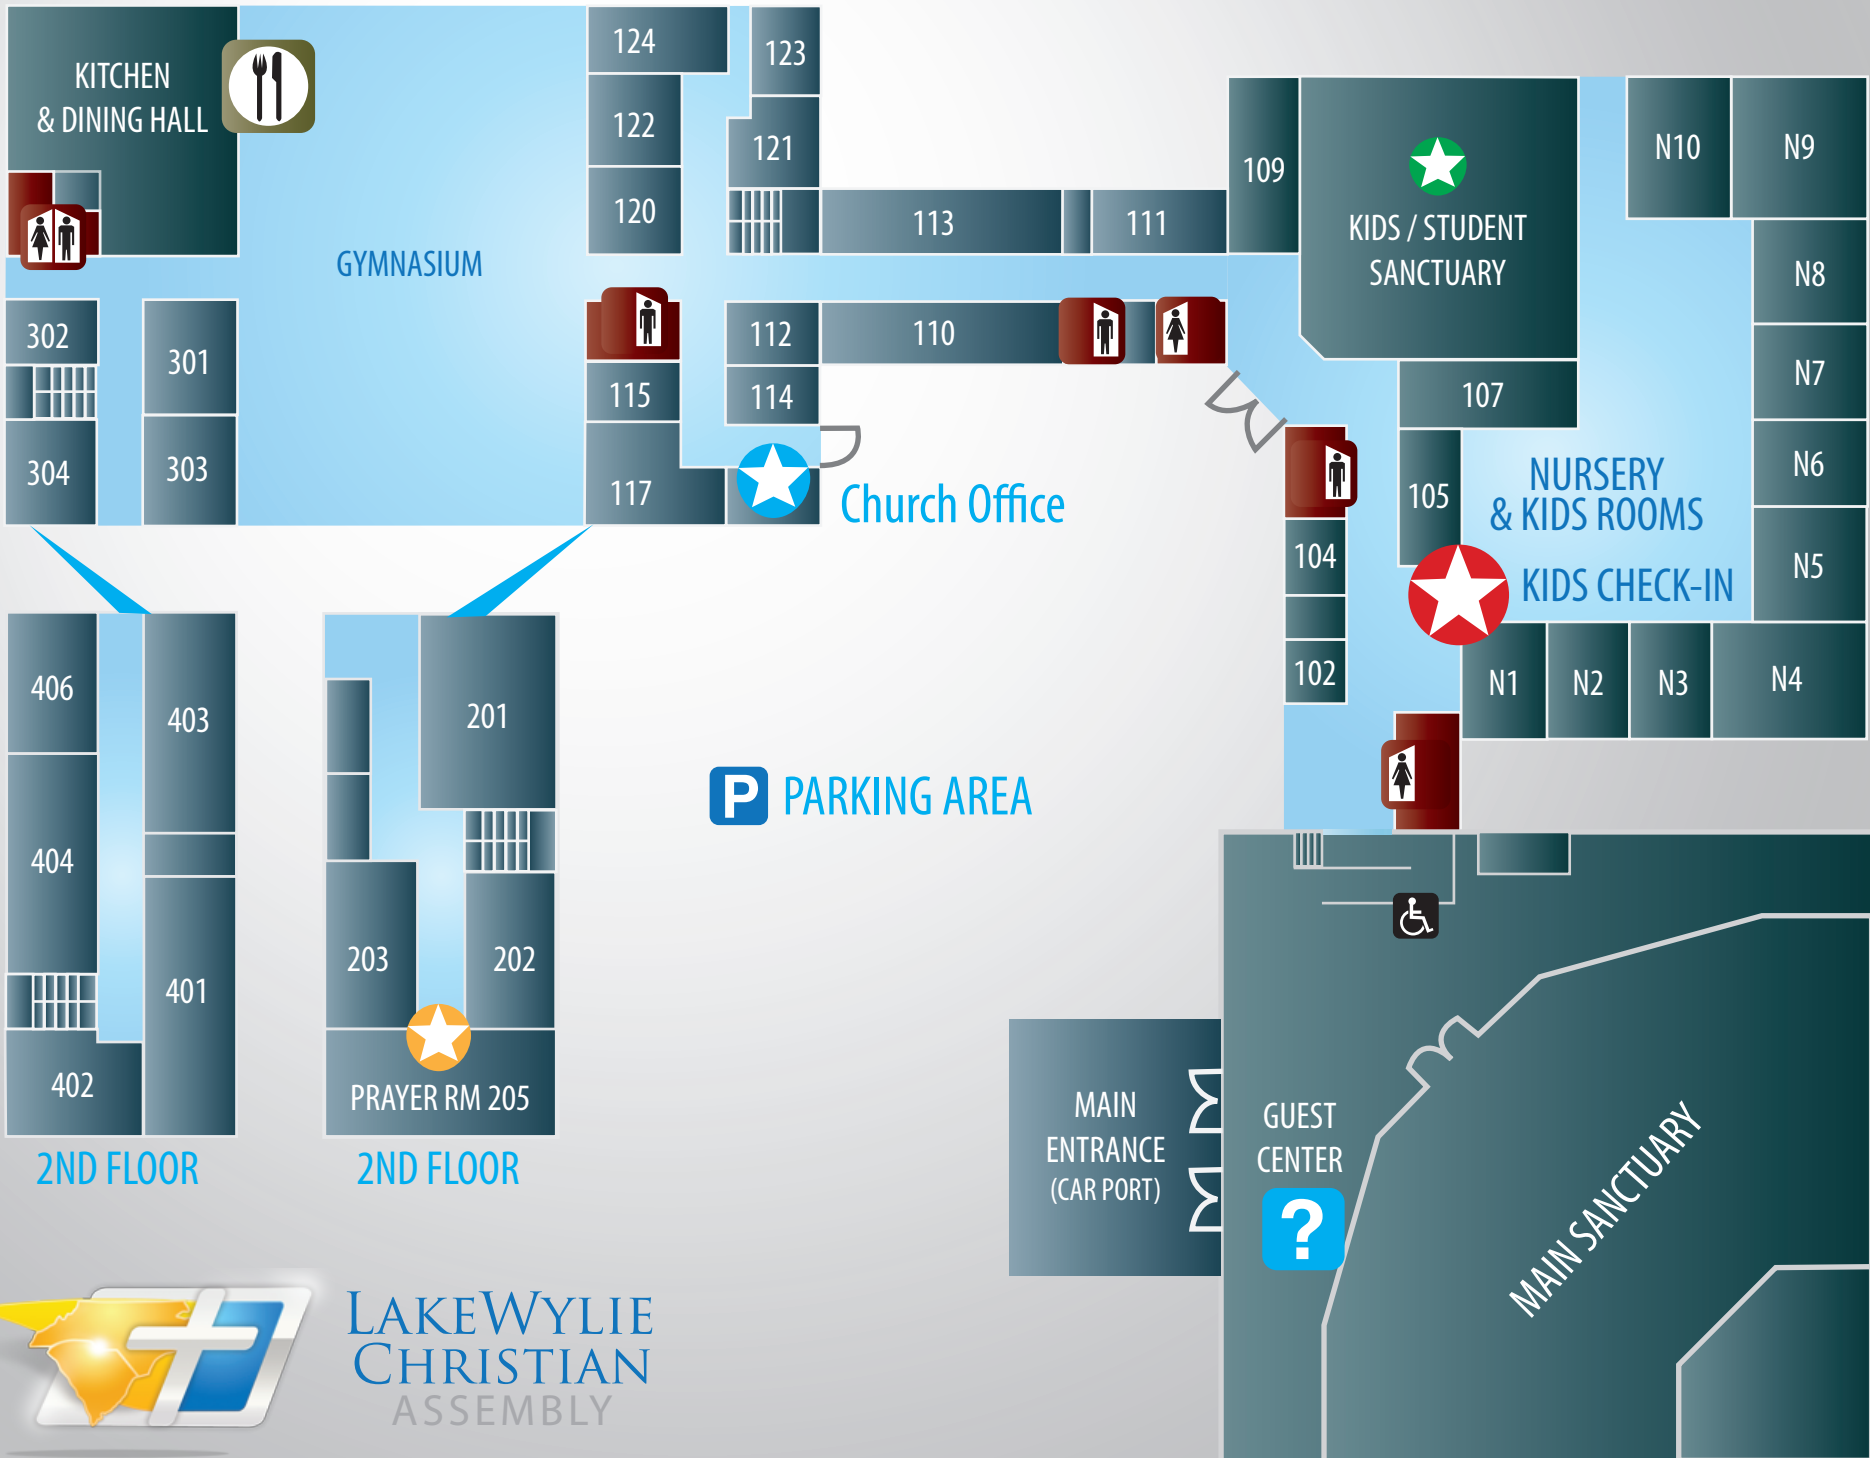 KITCHEN
& DINING HALL
GYMNASIUM
124
122
120
123
121
113
111
109
KIDS / STUDENT
SANCTUARY
N10
N9
N8
N7
N6
N5
N4
N3
N2
N1
302
301
304
303
115
117
112
114
110
Church Office
107
105
104
102
NURSERY
& KIDS ROOMS
KIDS CHECK-IN
406
403
404
401
402
2ND FLOOR
201
203
202
PRAYER RM 205
2ND FLOOR
P PARKING AREA
MAIN
ENTRANCE
(CAR PORT)
GUEST
CENTER
?
MAIN SANCTUARY
LAKEWYLIE
CHRISTIAN
ASSEMBLY